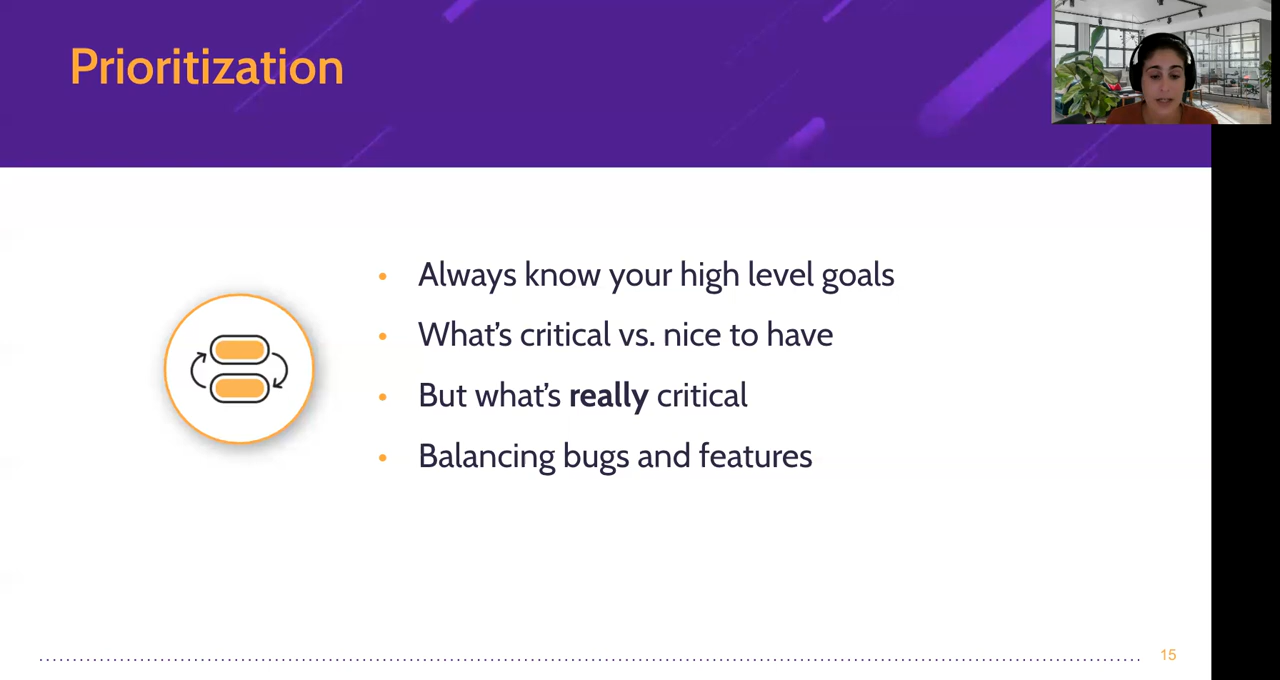 Prioritization
• Always know your high level goals
• What's critical vs. nice to have
• But what's really critical
• Balancing bugs and features
15